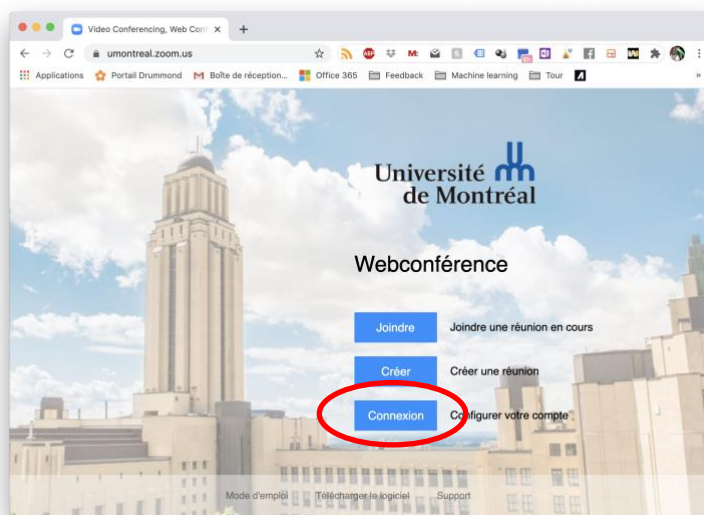 Video Conferencing, Web Conf
umontreal.zoom.us
Applications Portail Drummond Boîte de réception... Office 365 Feedback Machine learning Tour
Université
de Montréal
Webconférence
Joindre Joindre une réunion en cours
Créer Créer une réunion
Connexion Configurer votre compte
Mode d'emploi Télécharger le logiciel Support